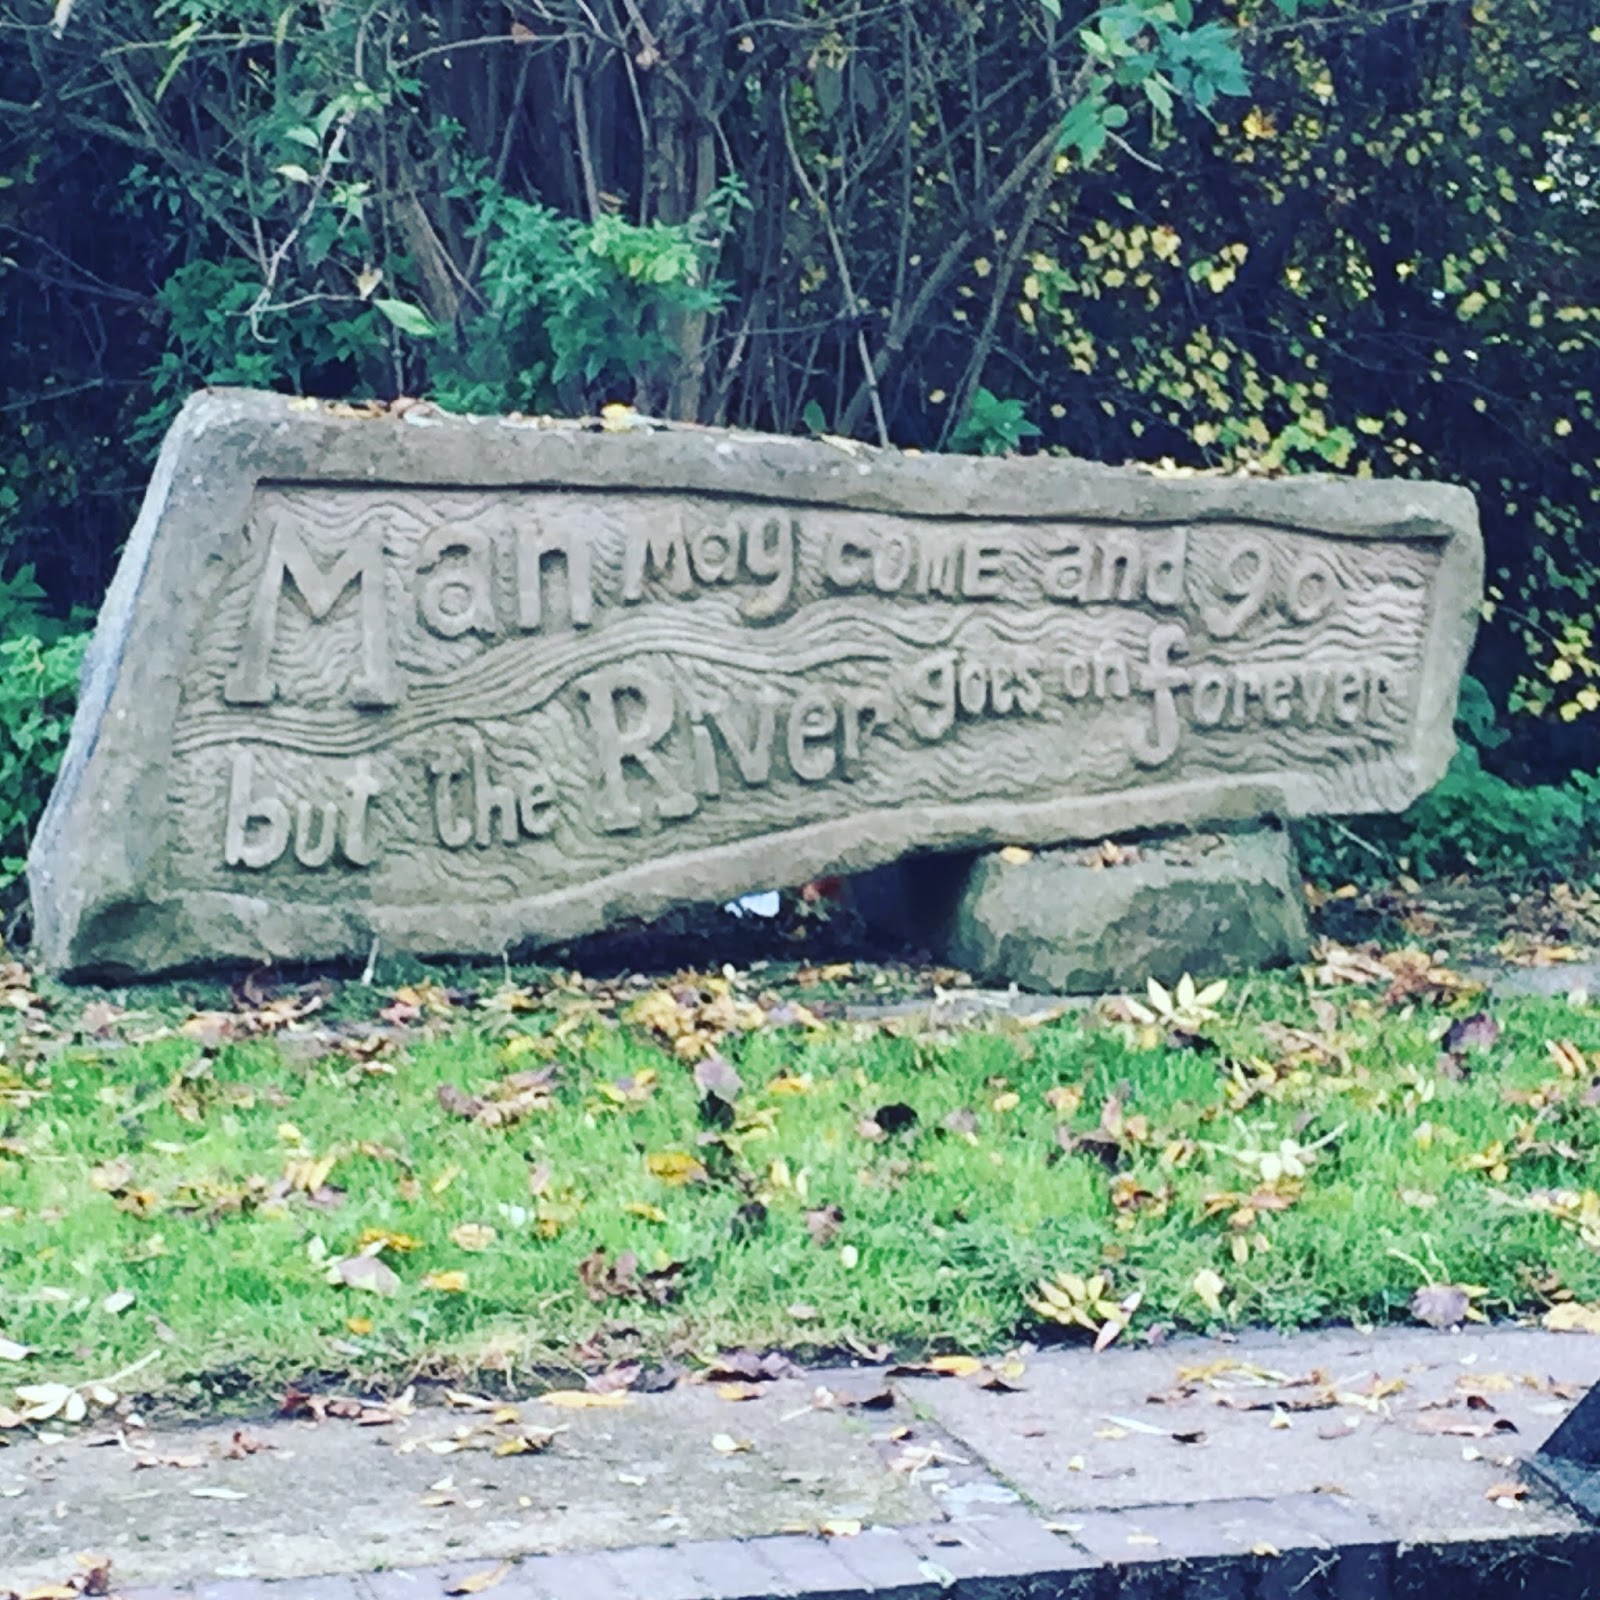 Man May COME and go
but the River goes on forever